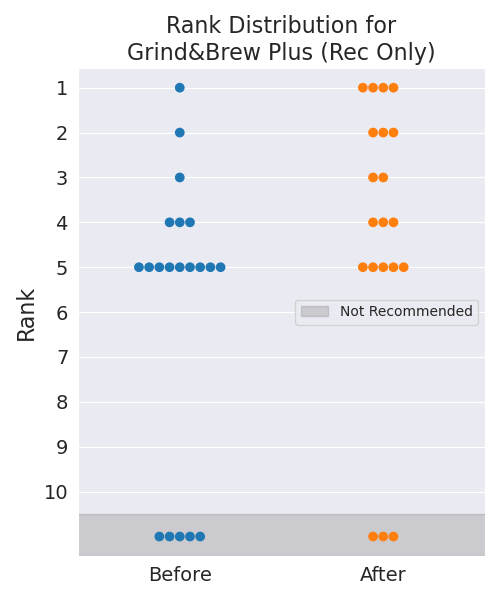 Rank Distribution for
Grind&Brew Plus (Rec Only)
Rank
1
2
3
4
5
6
7
8
9
10
Not Recommended
Before
After